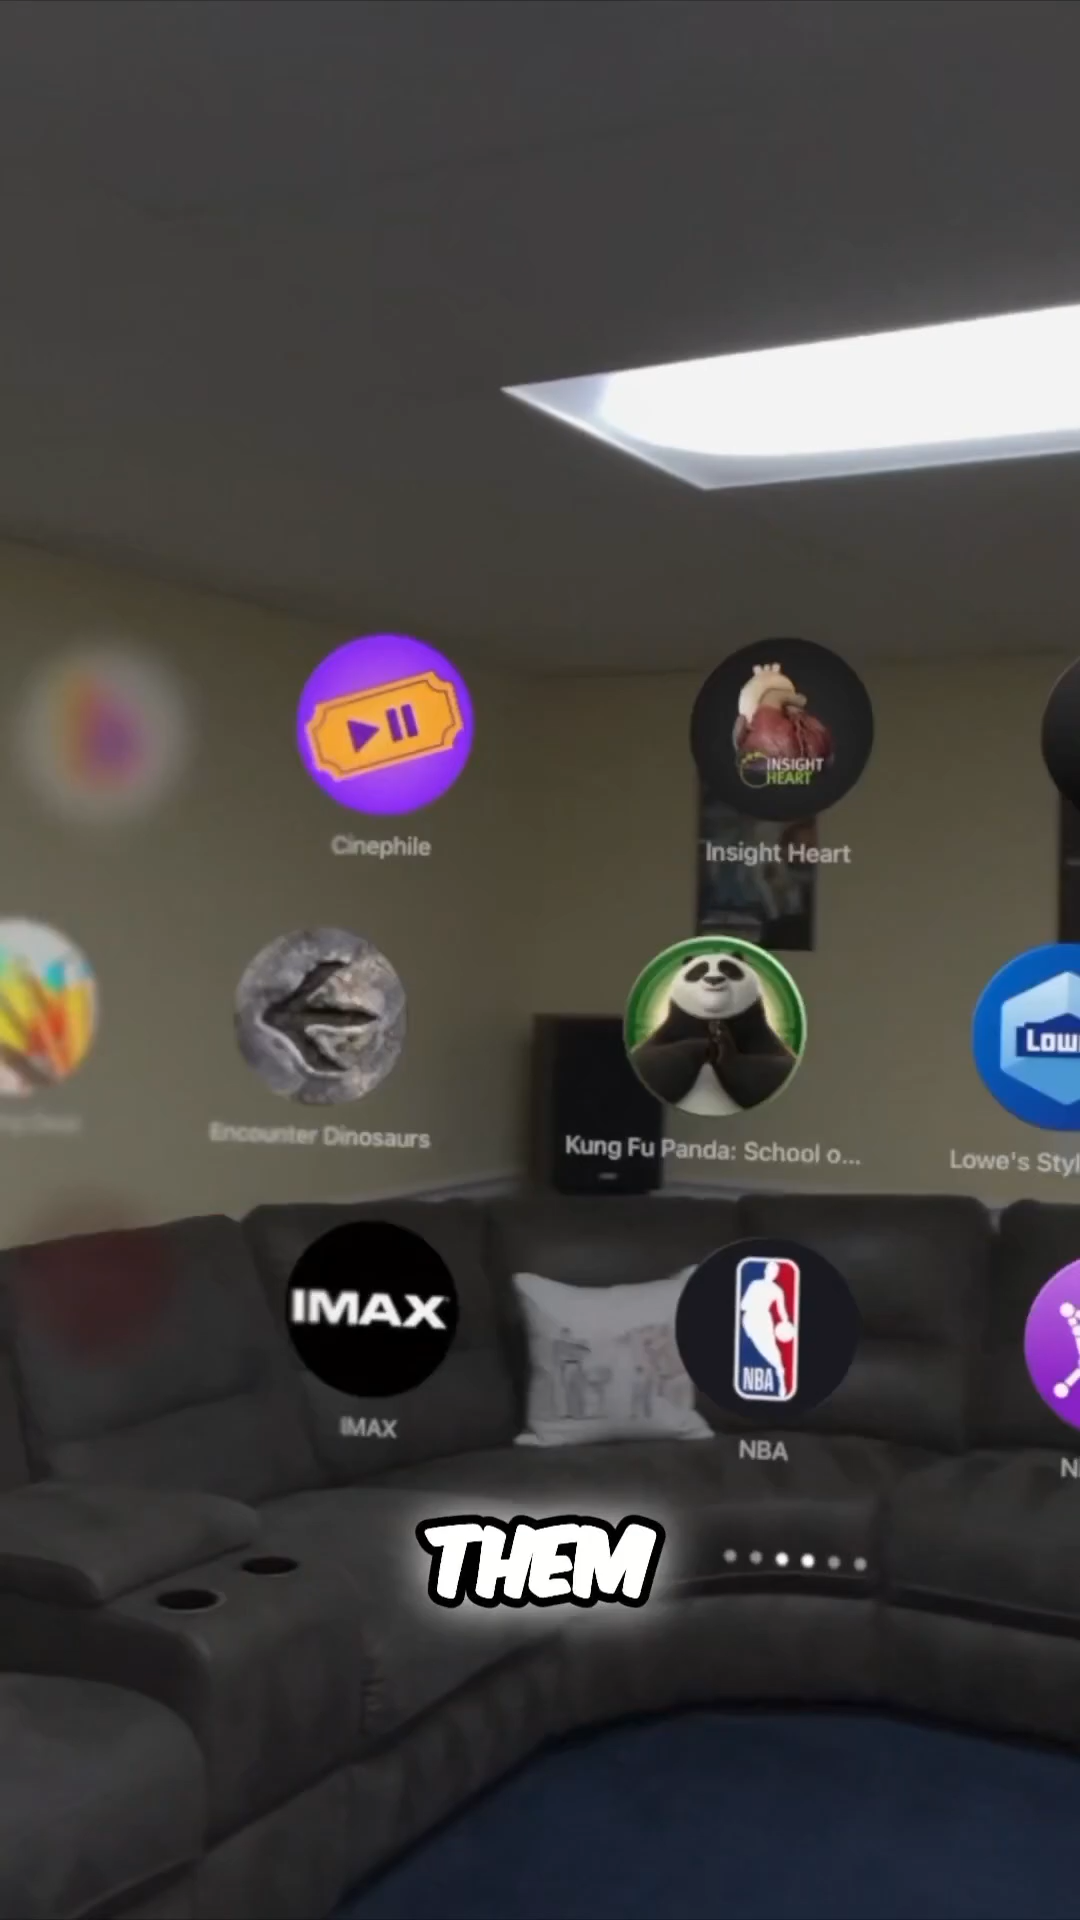 INSIGHT
HEART
Cinephile
Insight Heart
Low
Encounter Dinosaurs
Kung Fu Panda: School o...
Lowe's Styl
IMAX
NBA
IMAX
NBA
THEM